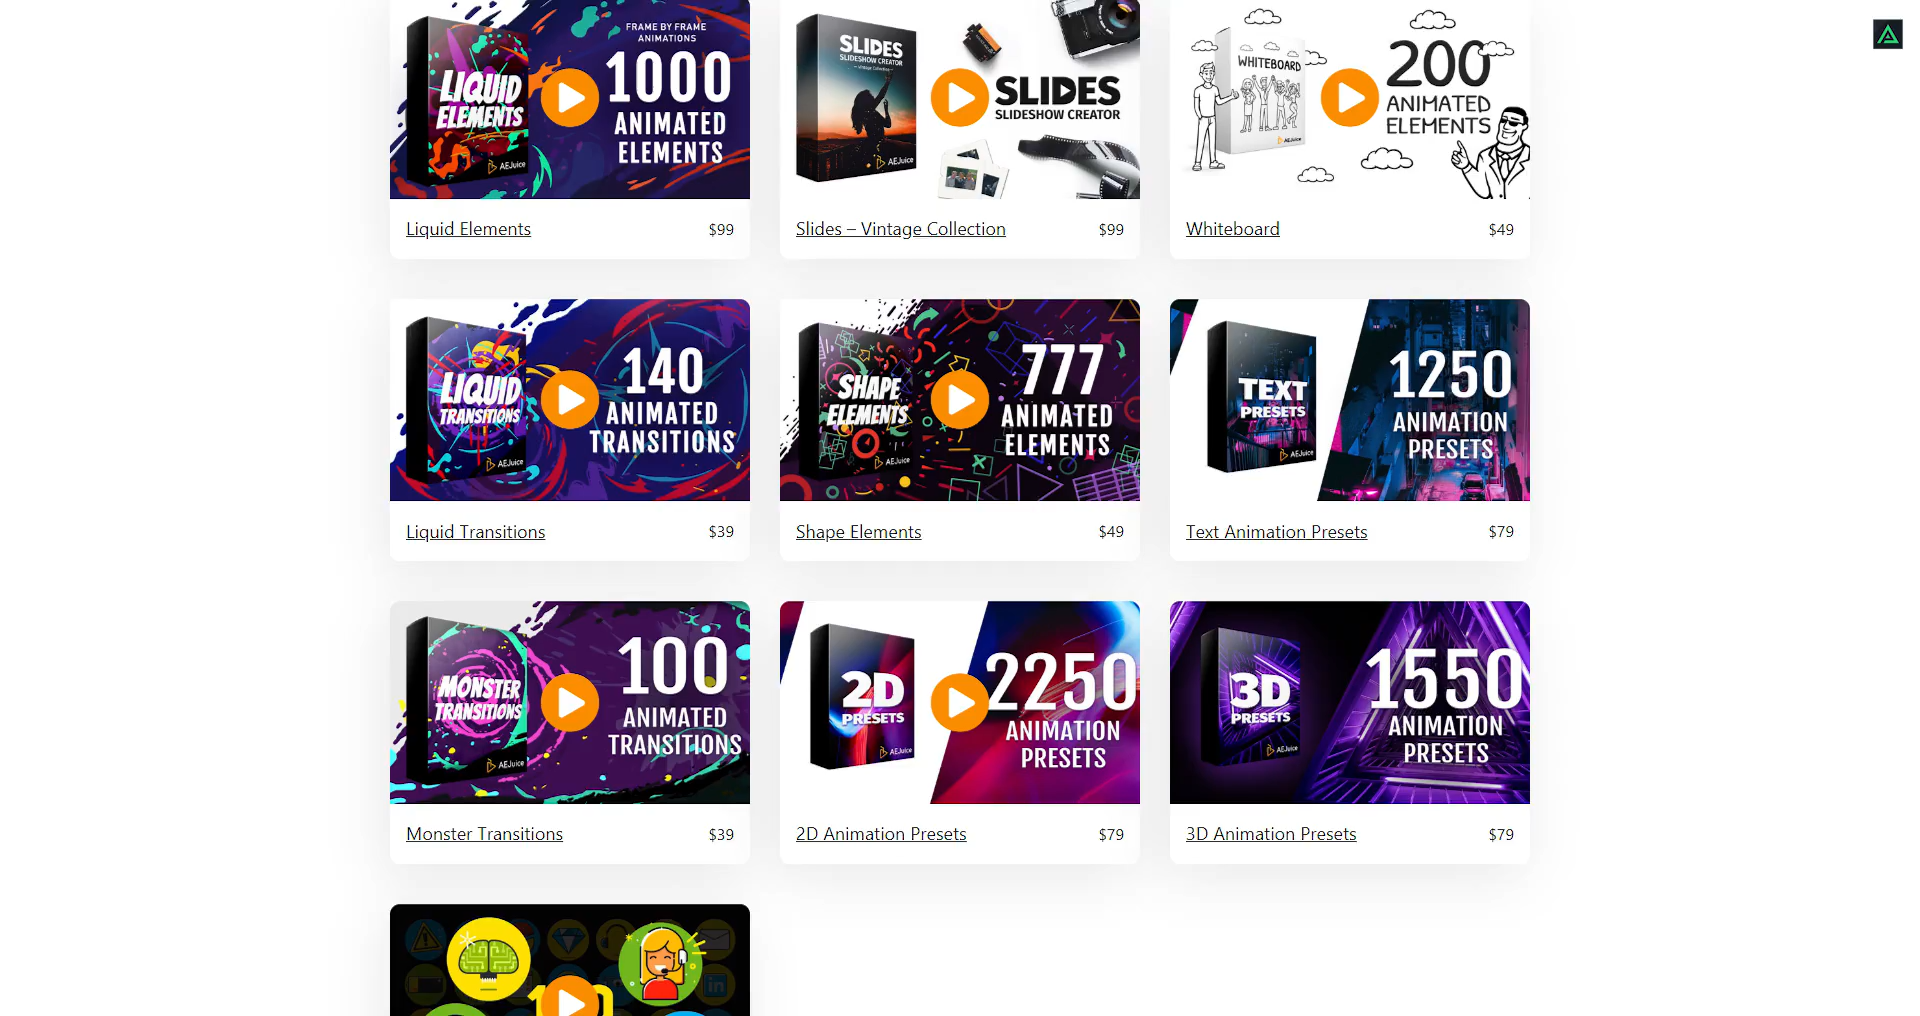 FRAME BY FRAME
ANIMATIONS
1000
ANIMATED
ELEMENTS
LIQUID
ELEMENTS
AEJuice
Liquid Elements
$99
SLIDES
SLIDESHOW CREATOR
— Vintage Collection —
AEJuice
SLIDES
SLIDESHOW CREATOR
Slides – Vintage Collection
$99
WHITEBOARD
AEJuice
200
ANIMATED
ELEMENTS
Whiteboard
$49
LIQUID
TRANSITIONS
AEJuice
140
ANIMATED
TRANSITIONS
Liquid Transitions
$39
SHAPE
ELEMENTS
AEJuice
777
ANIMATED
ELEMENTS
Shape Elements
$49
TEXT
PRESETS
AEJuice
1250
ANIMATION
PRESETS
Text Animation Presets
$79
MONSTER
TRANSITIONS
AEJuice
100
ANIMATED
TRANSITIONS
Monster Transitions
$39
2D
PRESETS
AEJuice
2250
ANIMATION
PRESETS
2D Animation Presets
$79
3D
PRESETS
AEJuice
1550
ANIMATION
PRESETS
3D Animation Presets
$79
in